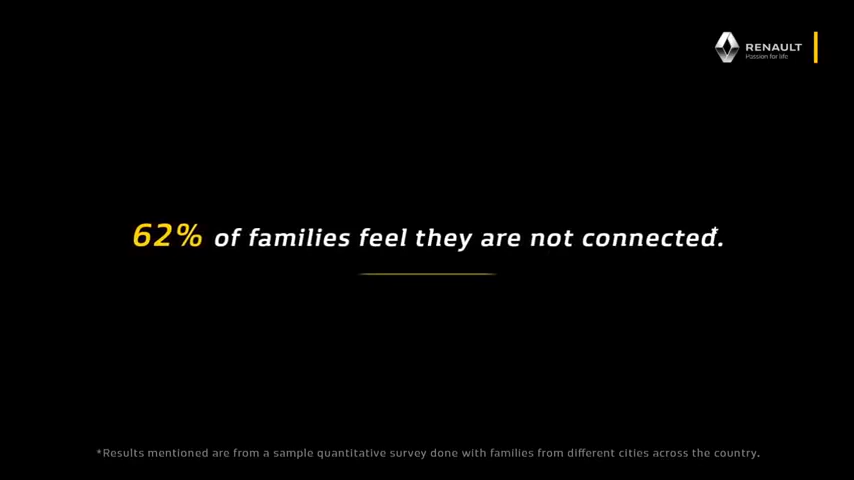 RENAULT
Passion for life
62% of families feel they are not connected*.
*Results mentioned are from a sample quantitative survey done with families from different cities across the country.